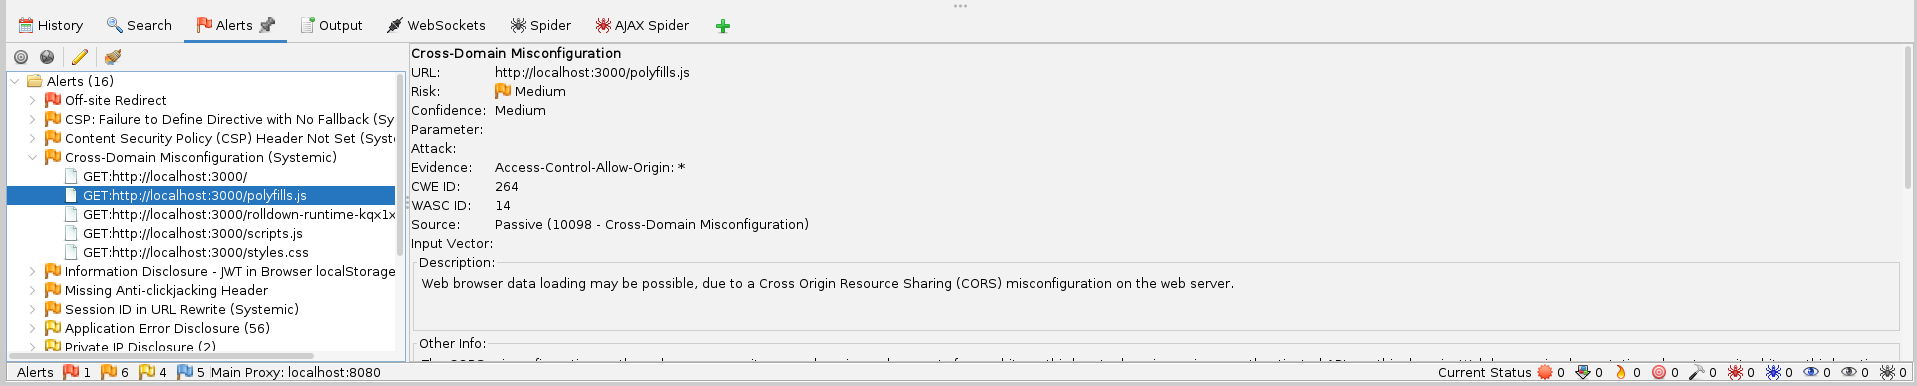 History Search Alerts Output WebSockets Spider AJAX Spider
Alerts (16)
Off-site Redirect
CSP: Failure to Define Directive with No Fallback (Sy
Content Security Policy (CSP) Header Not Set (Syst
Cross-Domain Misconfiguration (Systemic)
GET:http://localhost:3000/
GET:http://localhost:3000/polyfills.js
GET:http://localhost:3000/rolldown-runtime-kqx1x
GET:http://localhost:3000/scripts.js
GET:http://localhost:3000/styles.css
Information Disclosure - JWT in Browser localStorage
Missing Anti-clickjacking Header
Session ID in URL Rewrite (Systemic)
Application Error Disclosure (56)
Private IP Disclosure (2)
Cross-Domain Misconfiguration
URL: http://localhost:3000/polyfills.js
Risk: Medium
Confidence: Medium
Parameter:
Attack:
Evidence: Access-Control-Allow-Origin: *
CWE ID: 264
WASC ID: 14
Source: Passive (10098 - Cross-Domain Misconfiguration)
Input Vector:
Description:
Web browser data loading may be possible, due to a Cross Origin Resource Sharing (CORS) misconfiguration on the web server.
Other Info:
Alerts 1 6 4 5 Main Proxy: localhost:8080 Current Status 0 0 0 0 0 0 0 0 0 0